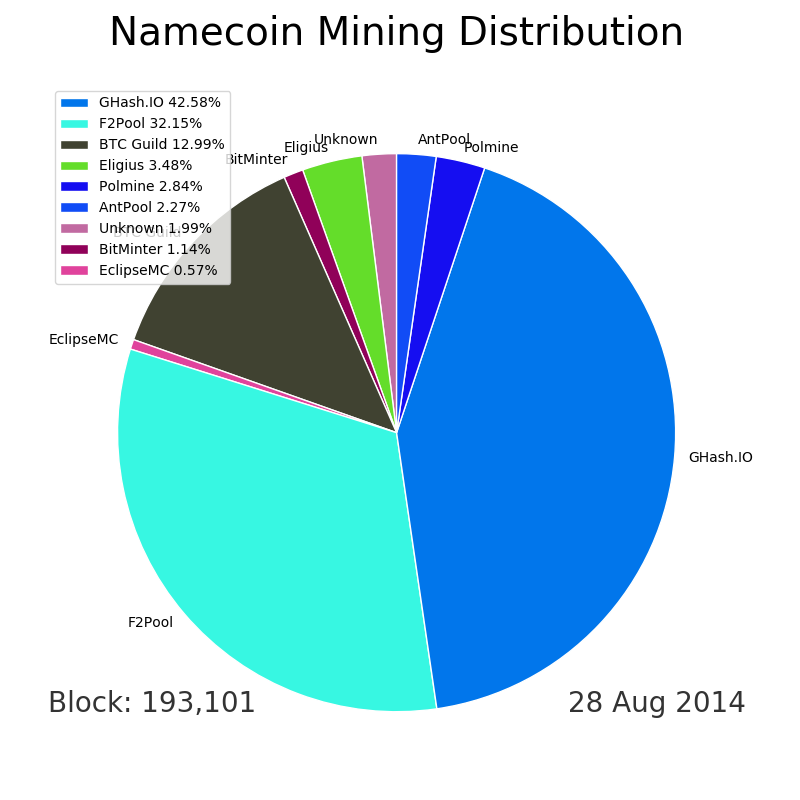 Namecoin Mining Distribution
GHash.IO 42.58%
F2Pool 32.15%
BTC Guild 12.99%
Eligius 3.48%
Polmine 2.84%
AntPool 2.27%
Unknown 1.99%
BitMinter 1.14%
EclipseMC 0.57%
Unknown
AntPool
Polmine
Eligius
BitMinter
BTC Guild
EclipseMC
GHash.IO
F2Pool
Block: 193,101
28 Aug 2014